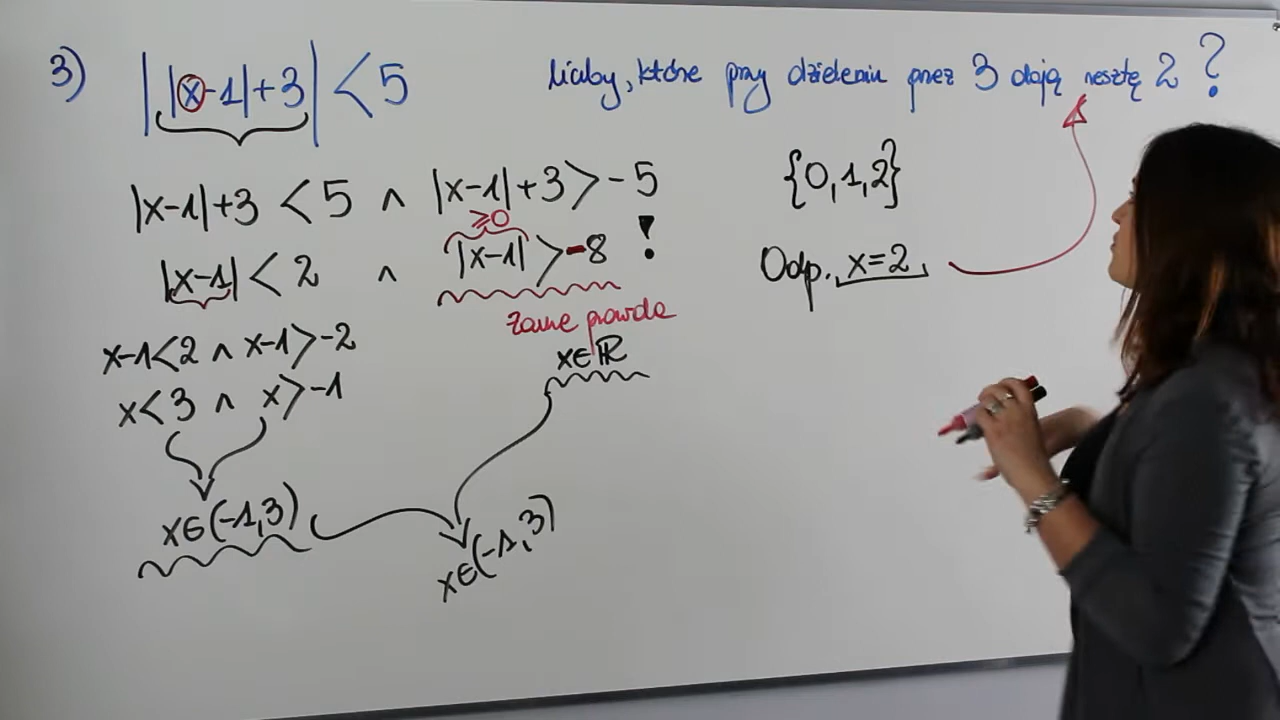 3) ||x-1|+3| < 5
liczby, które przy dzieleniu przez 3 dają resztę 2 ?
|x-1|+3 < 5 ∧ |x-1|+3 > -5
≥0
|x-1| < 2 ∧ |x-1| > -8 !
zawsze prawda
x-1<2 ∧ x-1>-2
x∈ℝ
x<3 ∧ x>-1
x∈(-1,3)
x∈(-1,3)
{0,1,2}
Odp. x=2